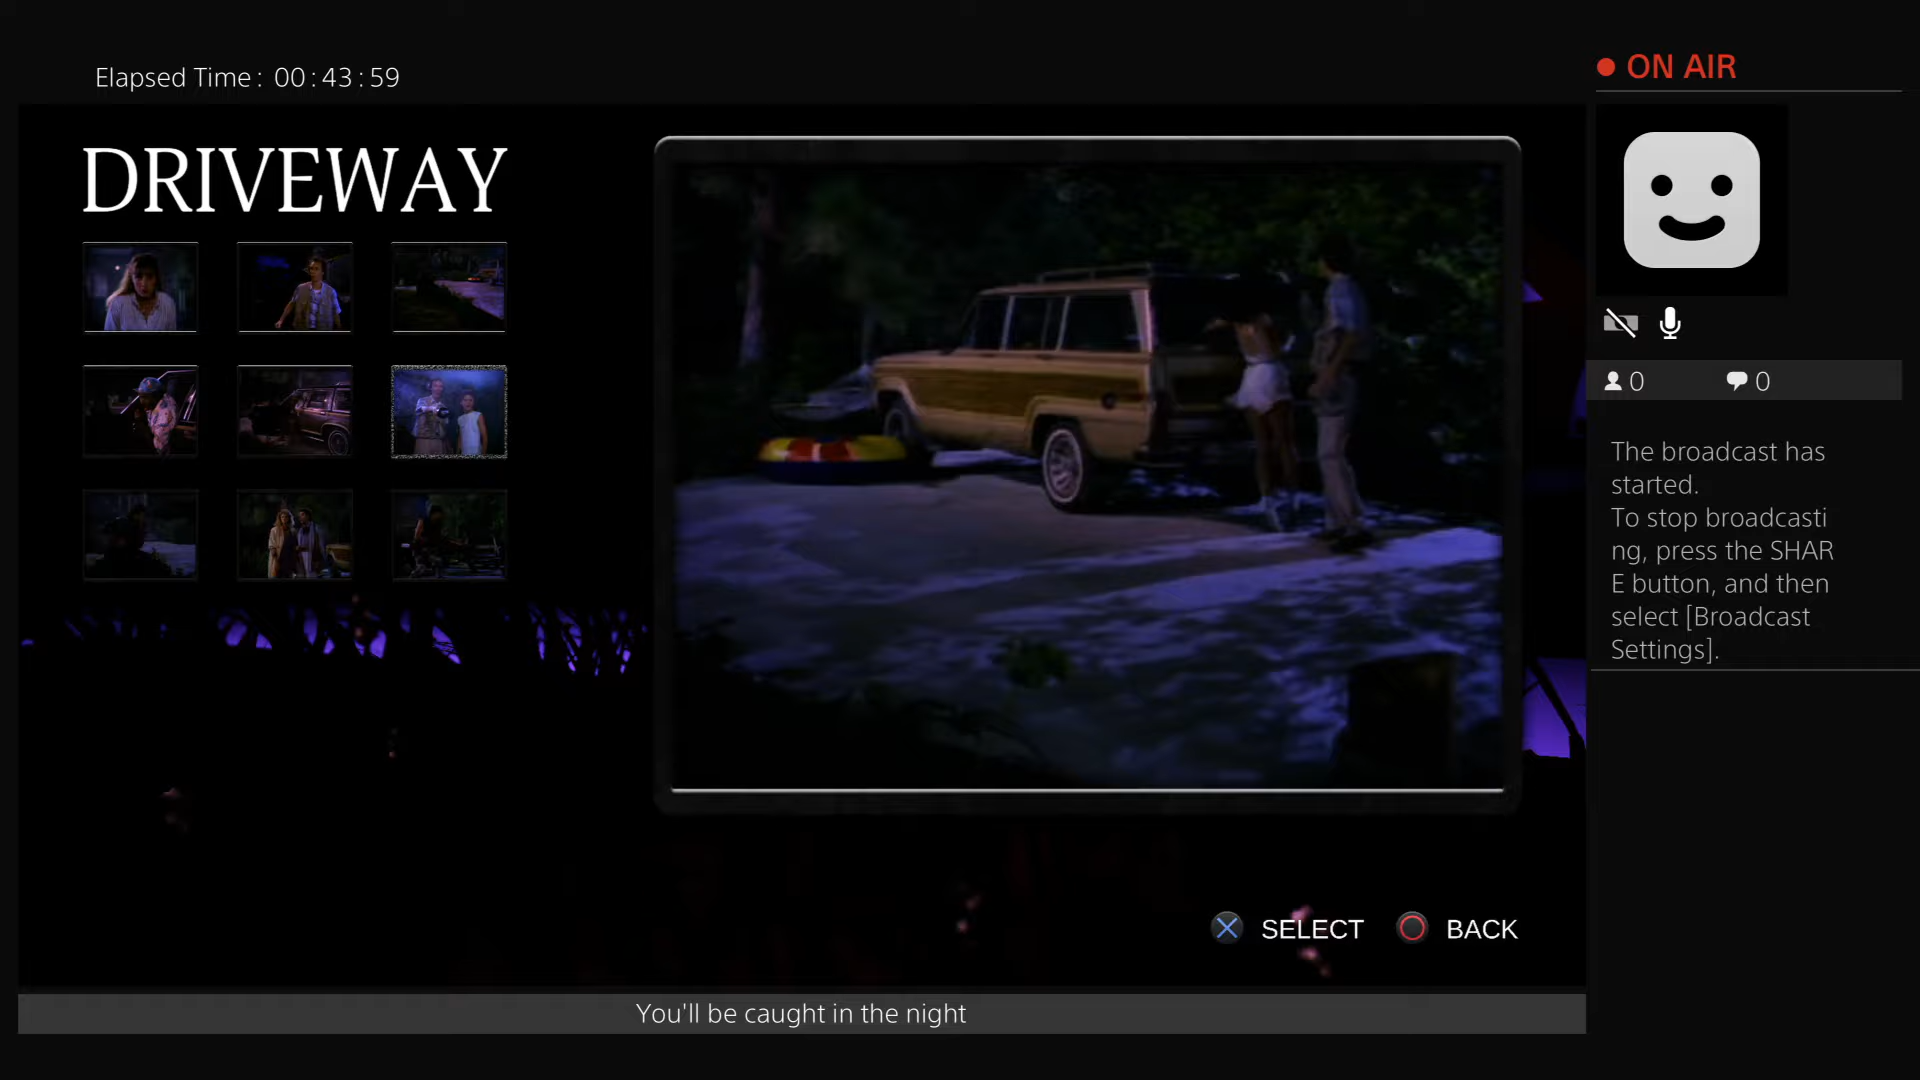 Elapsed Time: 00:43:59
ON AIR
DRIVEWAY
0 0
The broadcast has
started.
To stop broadcasti
ng, press the SHAR
E button, and then
select [Broadcast
Settings].
SELECT BACK
You'll be caught in the night